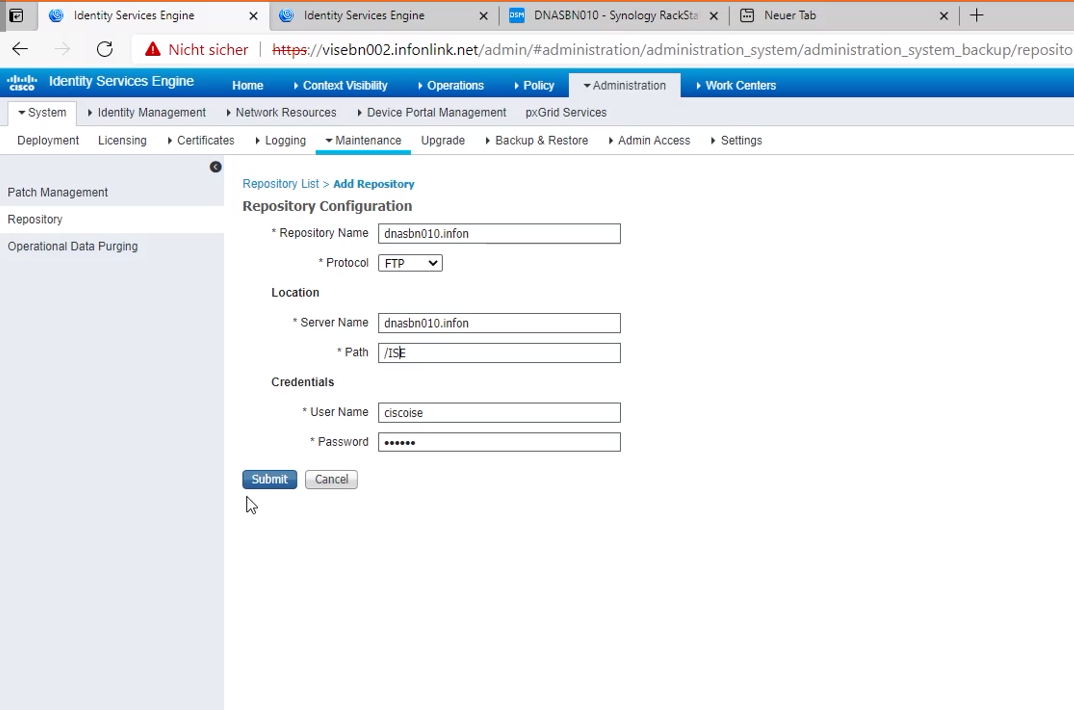 Identity Services Engine
Identity Services Engine
DNASBN010 - Synology RackSta
Neuer Tab
Nicht sicher
https://visebn002.infonlink.net/admin/#administration/administration_system/administration_system_backup/reposito
cisco Identity Services Engine Home Context Visibility Operations Policy Administration Work Centers
System Identity Management Network Resources Device Portal Management pxGrid Services
Deployment Licensing Certificates Logging Maintenance Upgrade Backup & Restore Admin Access Settings
Patch Management
Repository
Operational Data Purging
Repository List > Add Repository
Repository Configuration
* Repository Name dnasbn010.infon
* Protocol FTP
Location
* Server Name dnasbn010.infon
* Path /ISE
Credentials
* User Name ciscoise
* Password ••••••
Submit Cancel